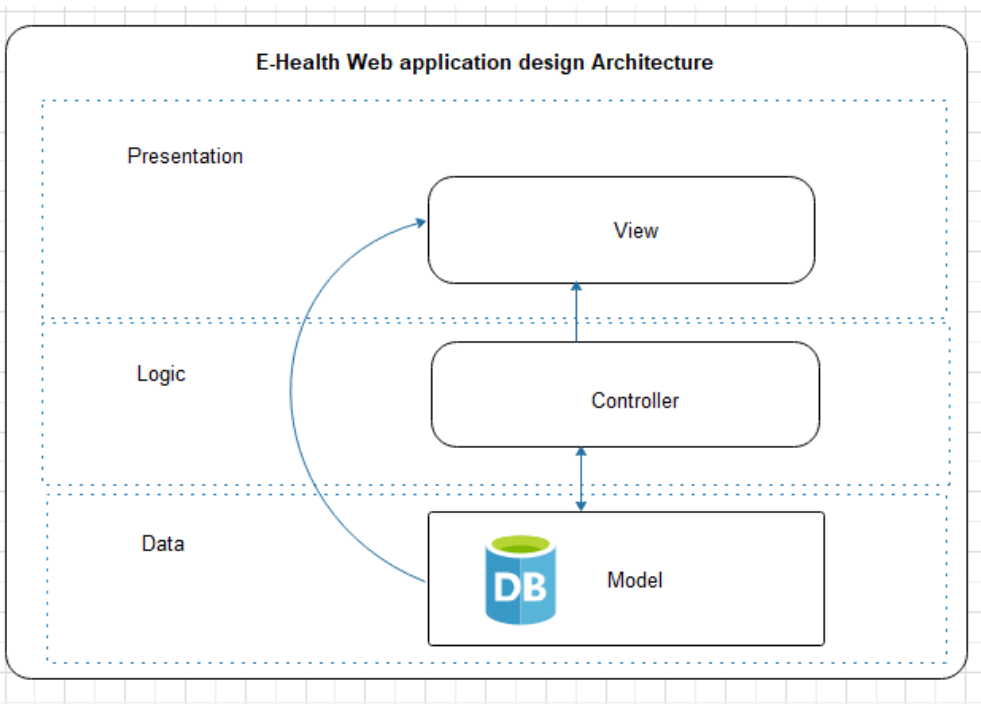 E-Health Web application design Architecture
Presentation
View
Logic
Controller
Data
DB
Model